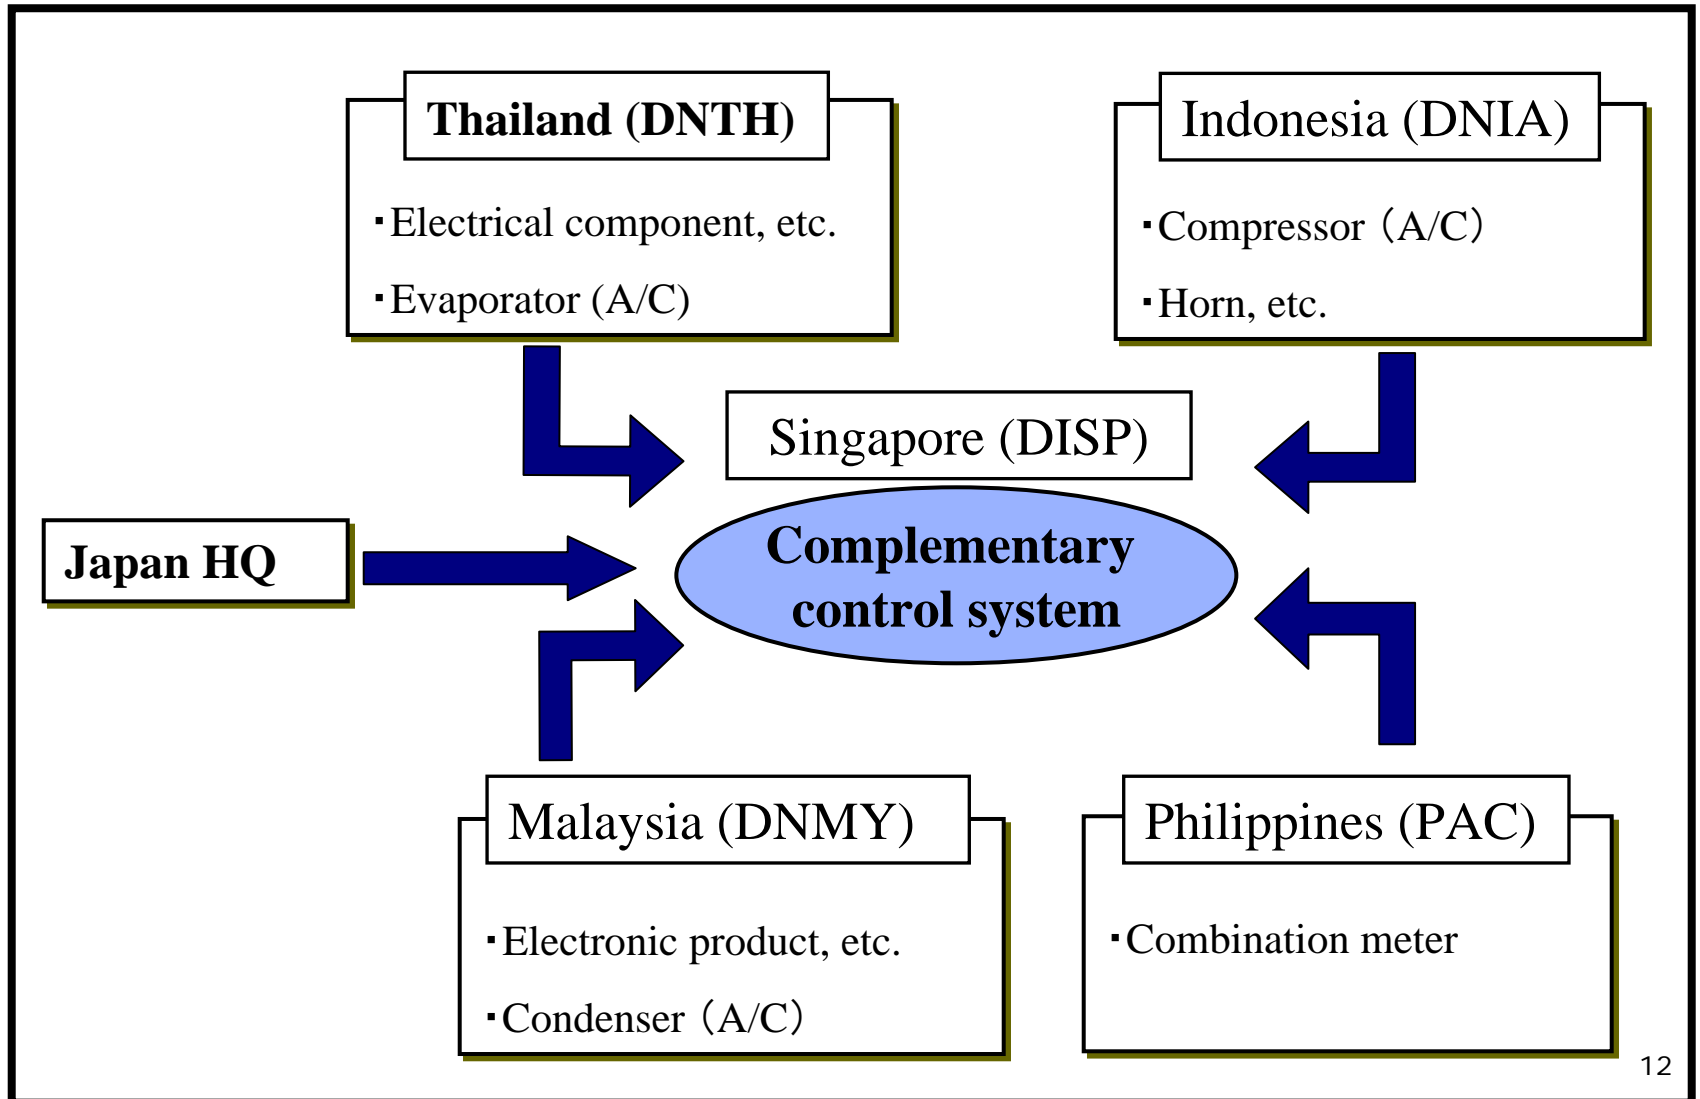 Thailand (DNTH)
・Electrical component, etc.
・Evaporator (A/C)
Indonesia (DNIA)
・Compressor（A/C）
・Horn, etc.
Singapore (DISP)
Complementary
control system
Japan HQ
Malaysia (DNMY)
・Electronic product, etc.
・Condenser（A/C）
Philippines (PAC)
・Combination meter
12